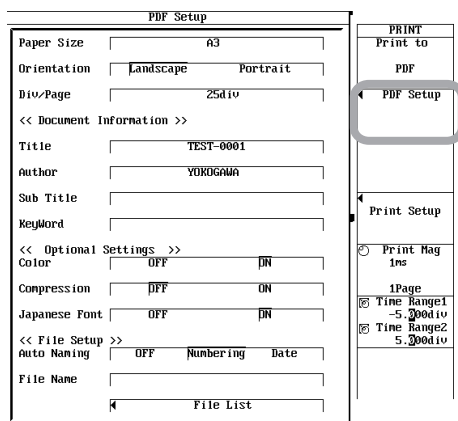 PDF Setup
Paper Size A3
Orientation Landscape Portrait
Div/Page 25div
<< Document Information >>
Title TEST-0001
Author YOKOGAWA
Sub Title
KeyWord
<< Optional Settings >>
Color OFF ON
Compression OFF ON
Japanese Font OFF ON
<< File Setup >>
Auto Naming OFF Numbering Date
File Name
File List
PRINT
Print to
PDF
PDF Setup
Print Setup
Print Mag
1ms
1Page
Time Range1
-5.000div
Time Range2
5.000div